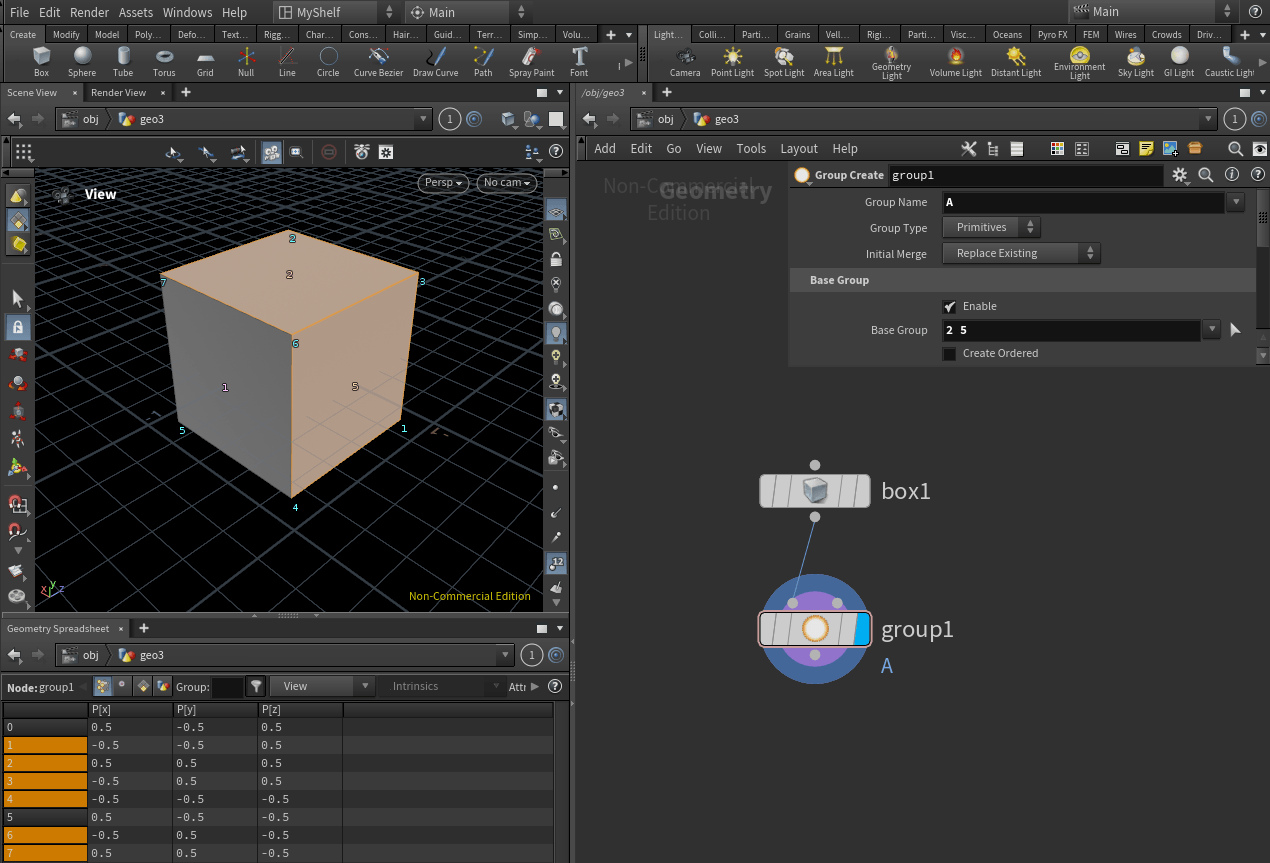 File Edit Render Assets Windows Help MyShelf Main Main
Create Modify Model Poly... Defo... Text... Rigg... Char... Cons... Hair... Guid... Terr... Simp... Volu... Light... Colli... Parti... Grains Vell... Rigi... Parti... Visc... Oceans Pyro FX FEM Wires Crowds Driv...
Box Sphere Tube Torus Grid Null Line Circle Curve Bezier Draw Curve Path Spray Paint Font Camera Point Light Spot Light Area Light Geometry Light Volume Light Distant Light Environment Light Sky Light GI Light Caustic Light
Scene View × Render View ×
obj geo3 1
View Persp No cam
2
2
7
3
6
1
5
5
1
4
12
x y z
Non-Commercial Edition
Geometry Spreadsheet ×
obj geo3 1
Node: group1 Group: View Intrinsics Attr
P[x] P[y] P[z]
0 0.5 -0.5 0.5
1 -0.5 -0.5 0.5
2 0.5 0.5 0.5
3 -0.5 0.5 0.5
4 -0.5 -0.5 -0.5
5 0.5 -0.5 -0.5
6 -0.5 0.5 -0.5
7 0.5 0.5 -0.5
/obj/geo3 ×
obj geo3 1
Add Edit Go View Tools Layout Help
Non-Commercial
Edition
Geometry
Group Create group1
Group Name A
Group Type Primitives
Initial Merge Replace Existing
Base Group
Enable
Base Group 2 5
Create Ordered
box1
group1
A